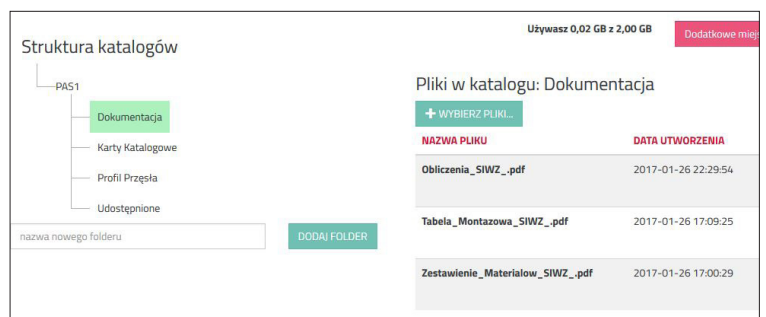 Używasz 0,02 GB z 2,00 GB
Dodatkowe
Struktura katalogów
PAS1
Dokumentacja
Karty Katalogowe
Profil Przęsła
Udostępnione
nazwa nowego folderu
DODAJ FOLDER
Pliki w katalogu: Dokumentacja
+ WYBIERZ PLIKI...
NAZWA PLIKU DATA UTWORZENIA
Obliczenia_SIWZ_.pdf 2017-01-26 22:29:54
Tabela_Montazowa_SIWZ_.pdf 2017-01-26 17:09:25
Zestawienie_Materialow_SIWZ_.pdf 2017-01-26 17:00:29